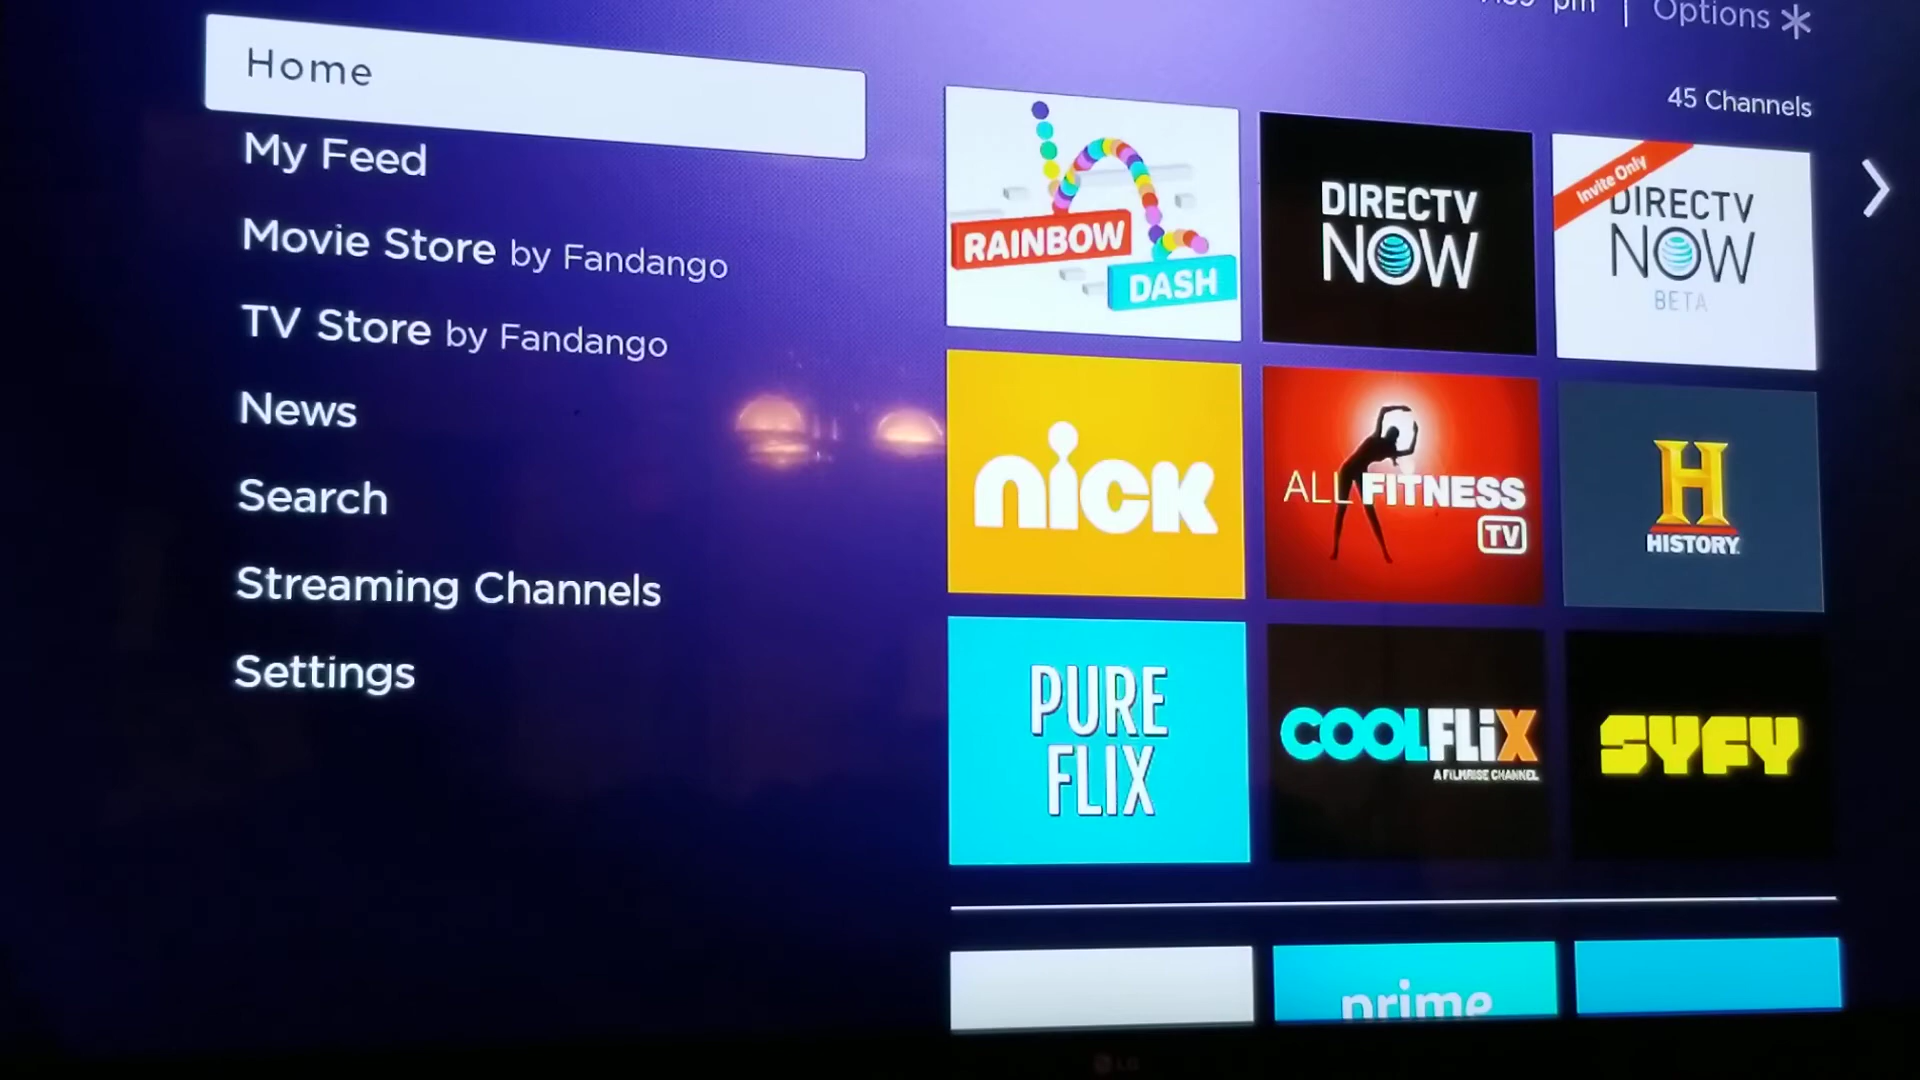 pm | Options *
Home
45 Channels
My Feed
Movie Store by Fandango
TV Store by Fandango
News
Search
Streaming Channels
Settings
RAINBOW
DASH
DIRECTV
NOW
Invite Only
DIRECTV
NOW
BETA
nick
ALL FITNESS
TV
H
HISTORY
PURE
FLIX
COOLFLiX
A FILMRISE CHANNEL
SYFY
prime
LG